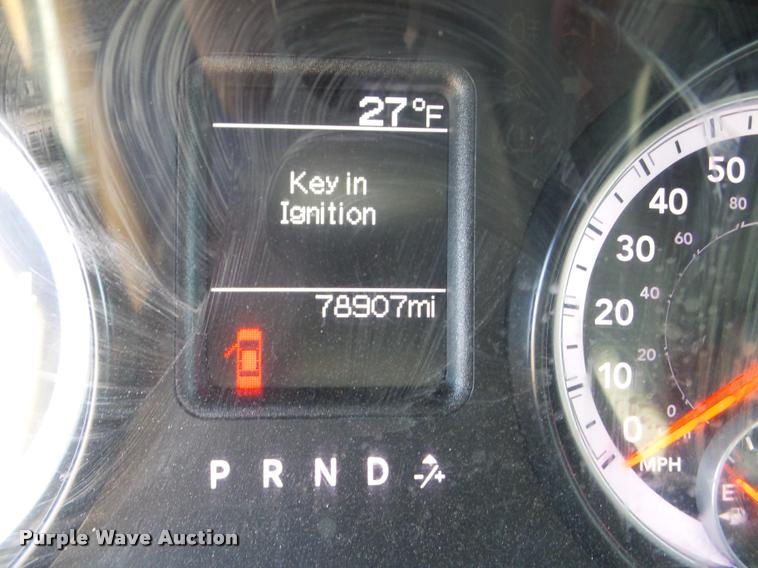 27°F
Key in
Ignition
78907mi
P R N D -/+
50
40
30
20
10
0
MPH
80
60
40
20
0
E
Purple Wave Auction